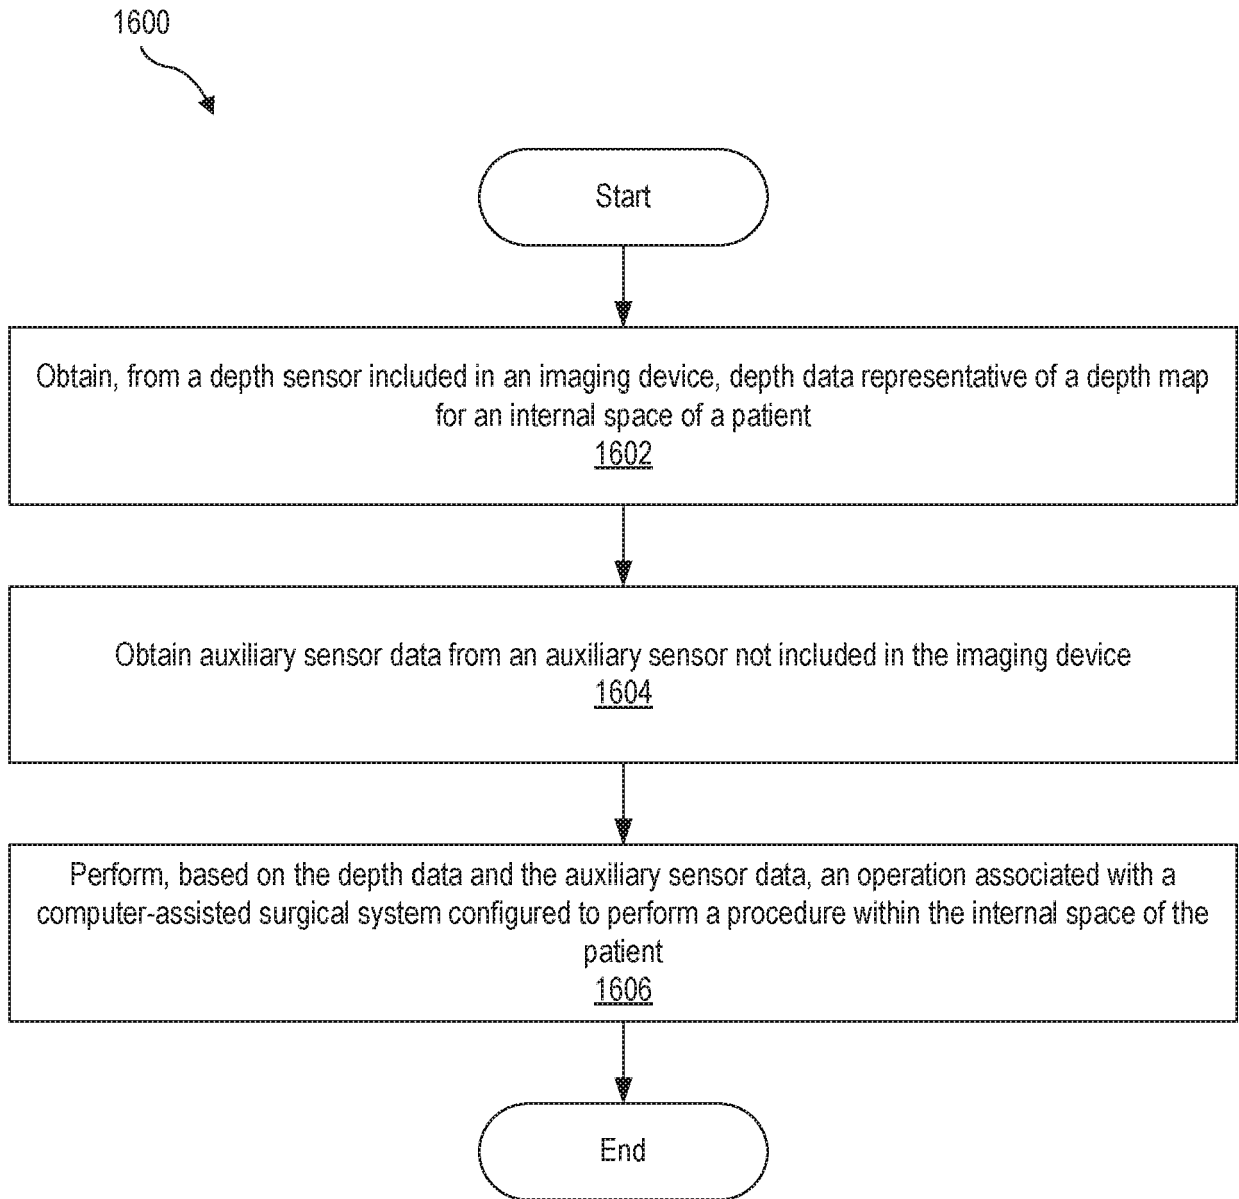 1600
Start
Obtain, from a depth sensor included in an imaging device, depth data representative of a depth map
for an internal space of a patient
1602
Obtain auxiliary sensor data from an auxiliary sensor not included in the imaging device
1604
Perform, based on the depth data and the auxiliary sensor data, an operation associated with a
computer-assisted surgical system configured to perform a procedure within the internal space of the
patient
1606
End